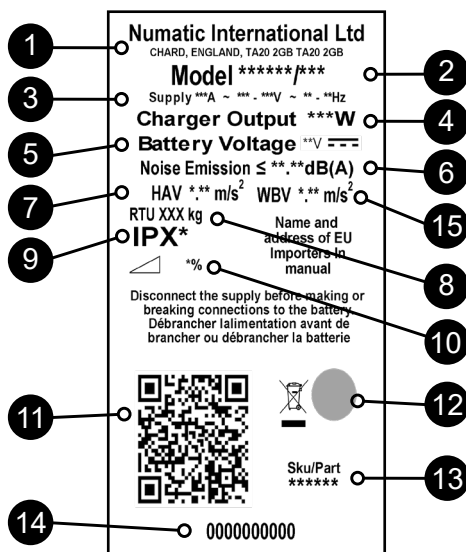 Numatic International Ltd
CHARD, ENGLAND, TA20 2GB TA20 2GB
1
Model ******/***
2
3
Supply ***A ~ *** - ***V ~ ** - **Hz
Charger Output ***W
4
5
Battery Voltage **V
Noise Emission ≤ **.**dB(A)
6
7
HAV *.** m/s² WBV *.** m/s²
15
RTU XXX kg
8
9
IPX*
Name and
address of EU
Importers In
manual
*%
10
Disconnect the supply before making or
breaking connections to the battery.
Débrancher lalimentation avant de
brancher ou débrancher la batterie
11
12
Sku/Part
******
13
14
0000000000